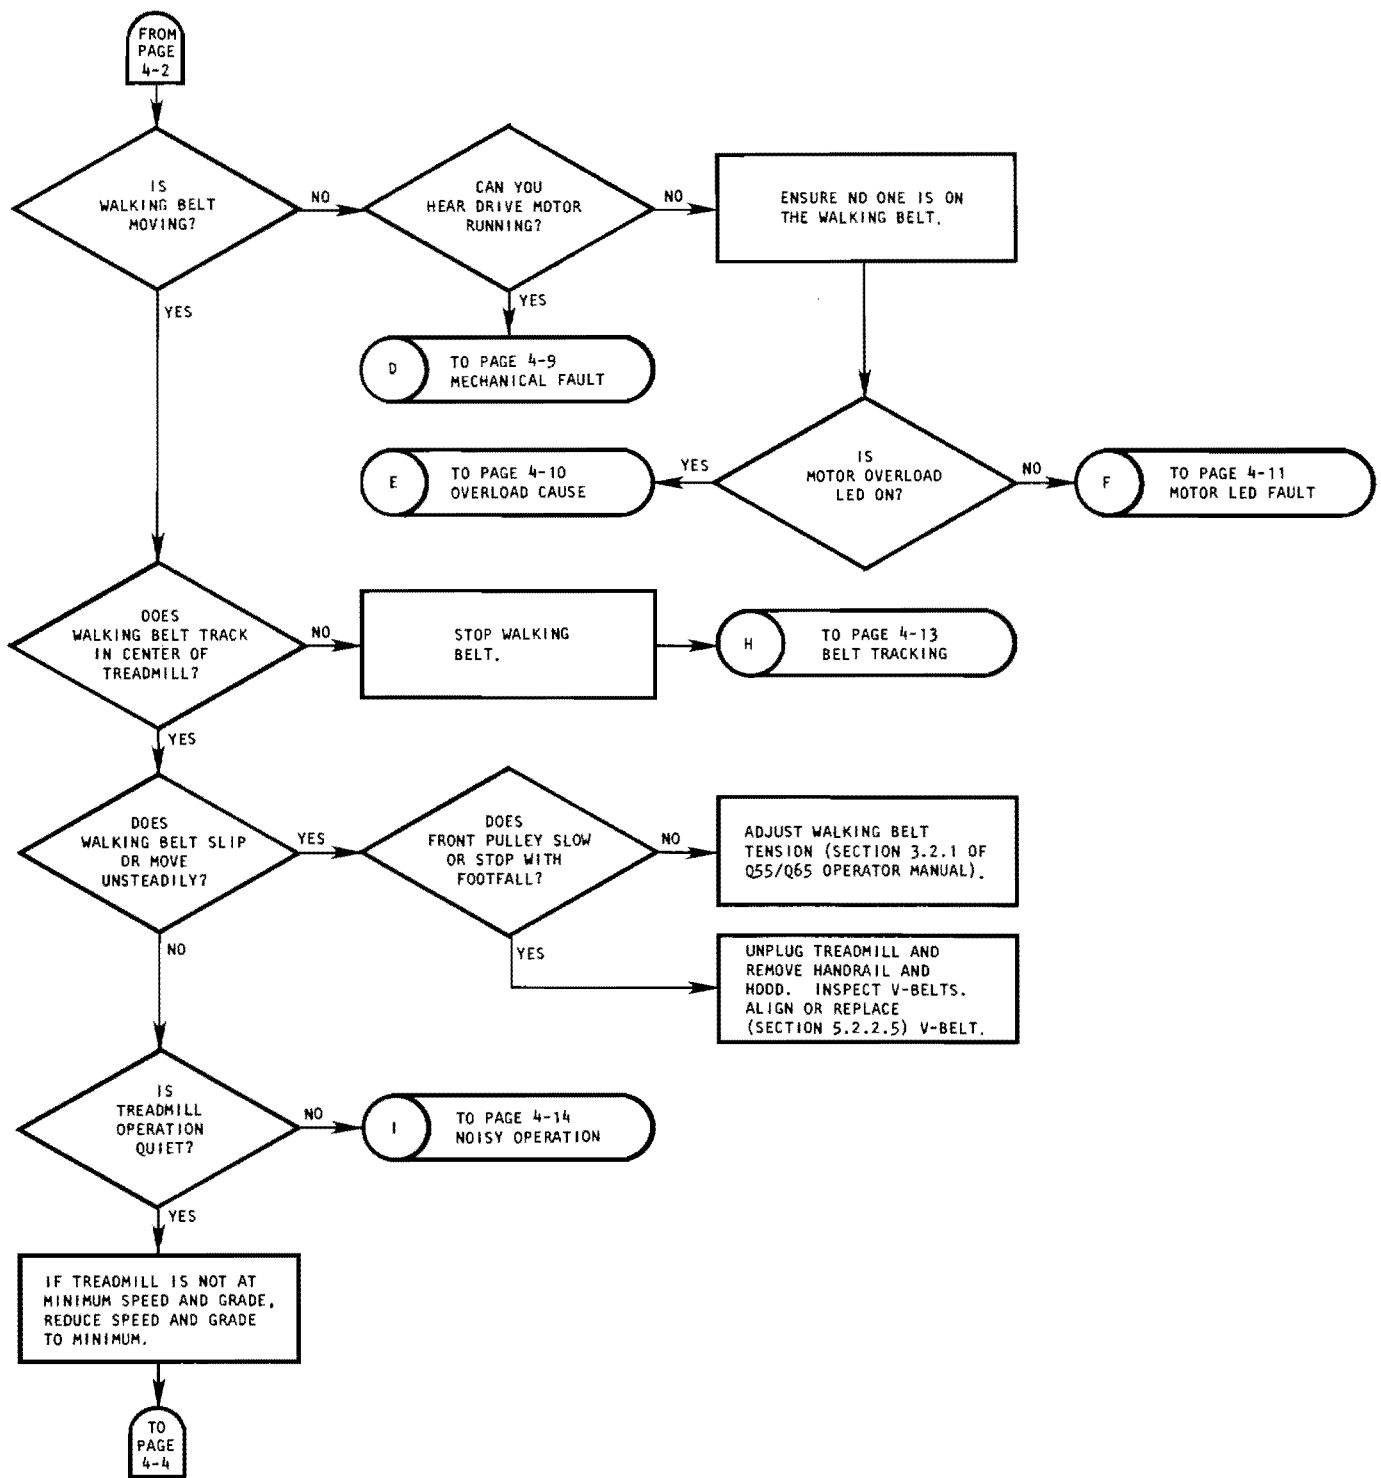 FROM
PAGE
4-2
IS
WALKING BELT
MOVING?
NO
CAN YOU
HEAR DRIVE MOTOR
RUNNING?
NO
ENSURE NO ONE IS ON
THE WALKING BELT.
YES
YES
D
TO PAGE 4-9
MECHANICAL FAULT
E
TO PAGE 4-10
OVERLOAD CAUSE
YES
IS
MOTOR OVERLOAD
LED ON?
NO
F
TO PAGE 4-11
MOTOR LED FAULT
DOES
WALKING BELT TRACK
IN CENTER OF
TREADMILL?
NO
STOP WALKING
BELT.
H
TO PAGE 4-13
BELT TRACKING
YES
DOES
WALKING BELT SLIP
OR MOVE
UNSTEADILY?
YES
DOES
FRONT PULLEY SLOW
OR STOP WITH
FOOTFALL?
NO
ADJUST WALKING BELT
TENSION (SECTION 3.2.1 OF
Q55/Q65 OPERATOR MANUAL).
NO
YES
UNPLUG TREADMILL AND
REMOVE HANDRAIL AND
HODD. INSPECT V-BELTS.
ALIGN OR REPLACE
(SECTION 5.2.2.5) V-BELT.
IS
TREADMILL
OPERATION
QUIET?
NO
I
TO PAGE 4-14
NOISY OPERATION
YES
IF TREADMILL IS NOT AT
MINIMUM SPEED AND GRADE,
REDUCE SPEED AND GRADE
TO MINIMUM.
TO
PAGE
4-4